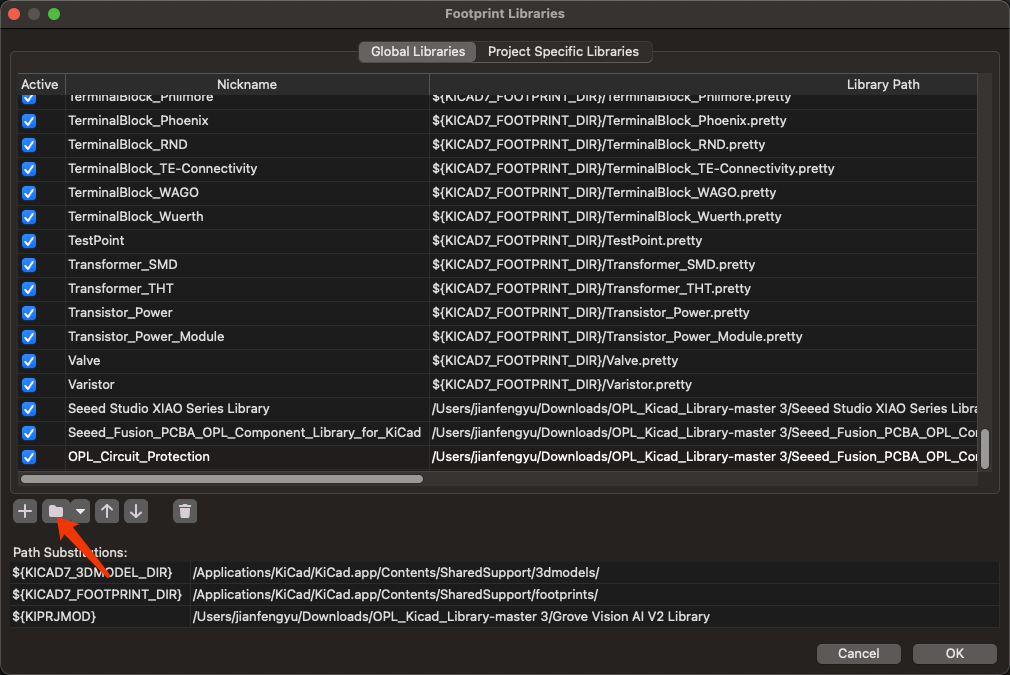 Footprint Libraries
Global Libraries Project Specific Libraries
Active Nickname Library Path
TerminalBlock_Philmore ${KICAD7_FOOTPRINT_DIR}/TerminalBlock_Philmore.pretty
TerminalBlock_Phoenix ${KICAD7_FOOTPRINT_DIR}/TerminalBlock_Phoenix.pretty
TerminalBlock_RND ${KICAD7_FOOTPRINT_DIR}/TerminalBlock_RND.pretty
TerminalBlock_TE-Connectivity ${KICAD7_FOOTPRINT_DIR}/TerminalBlock_TE-Connectivity.pretty
TerminalBlock_WAGO ${KICAD7_FOOTPRINT_DIR}/TerminalBlock_WAGO.pretty
TerminalBlock_Wuerth ${KICAD7_FOOTPRINT_DIR}/TerminalBlock_Wuerth.pretty
TestPoint ${KICAD7_FOOTPRINT_DIR}/TestPoint.pretty
Transformer_SMD ${KICAD7_FOOTPRINT_DIR}/Transformer_SMD.pretty
Transformer_THT ${KICAD7_FOOTPRINT_DIR}/Transformer_THT.pretty
Transistor_Power ${KICAD7_FOOTPRINT_DIR}/Transistor_Power.pretty
Transistor_Power_Module ${KICAD7_FOOTPRINT_DIR}/Transistor_Power_Module.pretty
Valve ${KICAD7_FOOTPRINT_DIR}/Valve.pretty
Varistor ${KICAD7_FOOTPRINT_DIR}/Varistor.pretty
Seeed Studio XIAO Series Library /Users/jianfengyu/Downloads/OPL_Kicad_Library-master 3/Seeed Studio XIAO Series Libra
Seeed_Fusion_PCBA_OPL_Component_Library_for_KiCad /Users/jianfengyu/Downloads/OPL_Kicad_Library-master 3/Seeed_Fusion_PCBA_OPL_Co
OPL_Circuit_Protection /Users/jianfengyu/Downloads/OPL_Kicad_Library-master 3/Seeed_Fusion_PCBA_OPL_Co
Path Substitutions:
${KICAD7_3DMODEL_DIR} /Applications/KiCad/KiCad.app/Contents/SharedSupport/3dmodels/
${KICAD7_FOOTPRINT_DIR} /Applications/KiCad/KiCad.app/Contents/SharedSupport/footprints/
${KIPRJMOD} /Users/jianfengyu/Downloads/OPL_Kicad_Library-master 3/Grove Vision AI V2 Library
Cancel OK